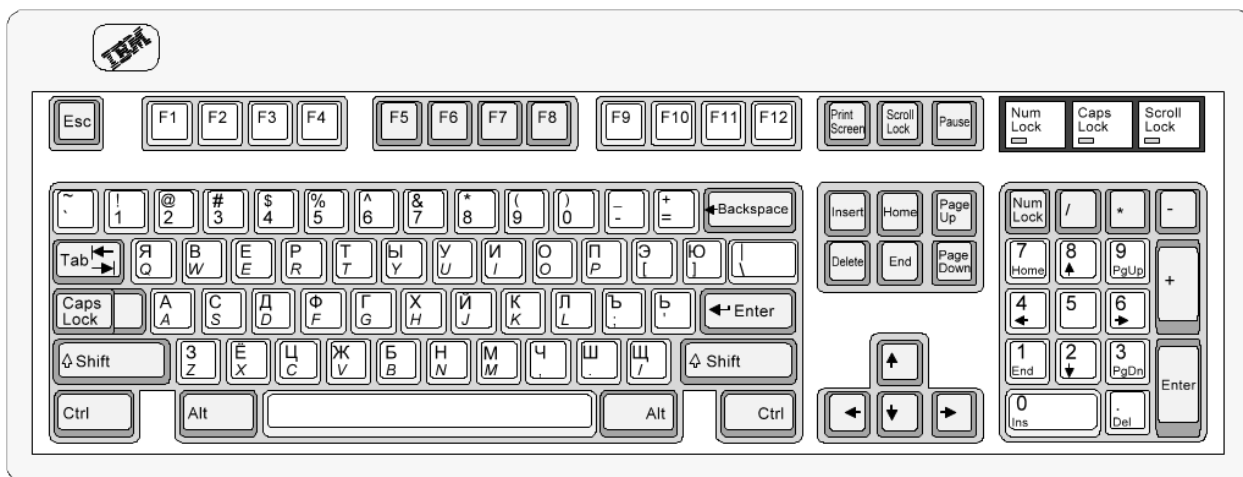 IBM
Esc F1 F2 F3 F4 F5 F6 F7 F8 F9 F10 F11 F12 Print Screen Scroll Lock Pause Num Lock Caps Lock Scroll Lock
~ ` ! 1 @ 2 # 3 $ 4 % 5 ^ 6 & 7 * 8 ( 9 ) 0 _ - + = Backspace Insert Home Page Up Num Lock / * -
Tab Я Q В W Е E Р R Т T Ы Y У U И I О O П P Э [ Ю ] | \ Delete End Page Down 7 Home 8 9 PgUp +
Caps Lock А A С S Д D Ф F Г G Х H Й J К K Л L Ъ ; Ь ' Enter 4 5 6
Shift З Z Ё X Ц C Ж V Б B Н N М M Ч , Ш . Щ / Shift 1 End 2 3 PgDn Enter
Ctrl Alt Alt Ctrl 0 Ins . Del